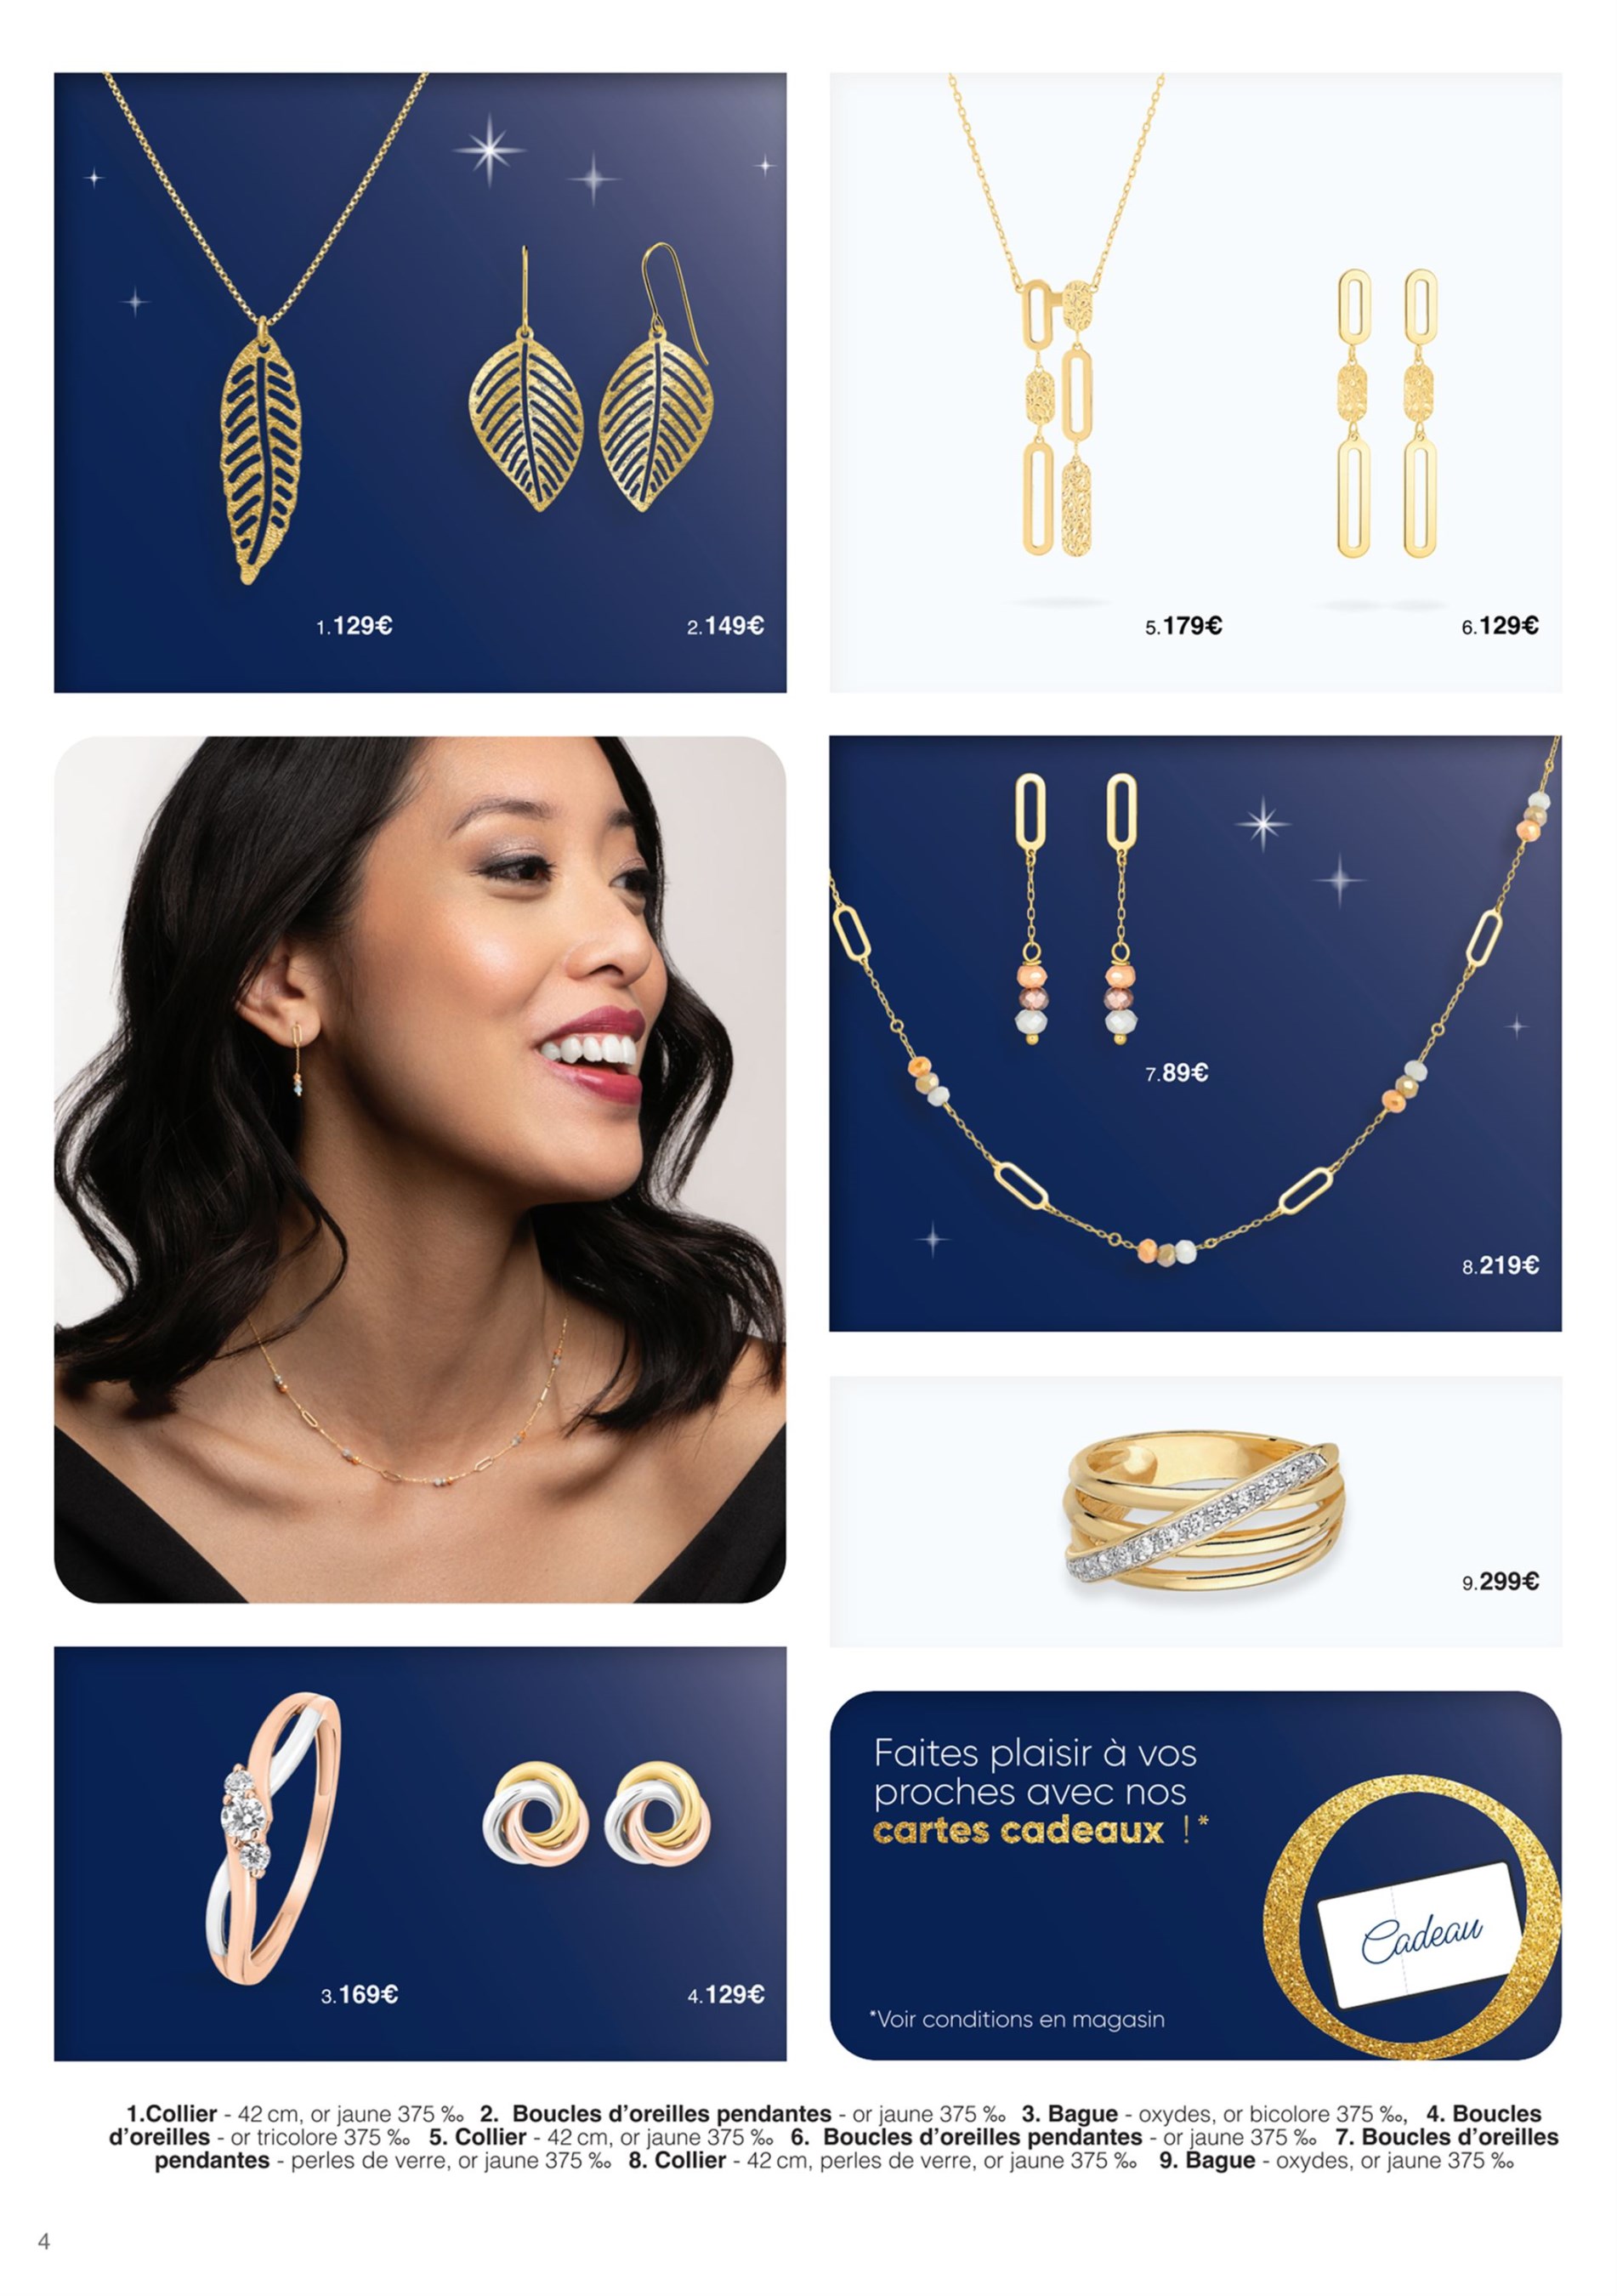 1.129€
2.149€
5.179€
6.129€
7.89€
8.219€
9.299€
3.169€
4.129€
Faites plaisir à vos
proches avec nos
cartes cadeaux !*
Cadeau
*Voir conditions en magasin
1.Collier - 42 cm, or jaune 375 ‰ 2. Boucles d'oreilles pendantes - or jaune 375 ‰ 3. Bague - oxydes, or bicolore 375 ‰, 4. Boucles
d'oreilles - or tricolore 375 ‰ 5. Collier - 42 cm, or jaune 375 ‰ 6. Boucles d'oreilles pendantes - or jaune 375 ‰ 7. Boucles d'oreilles
pendantes - perles de verre, or jaune 375 ‰ 8. Collier - 42 cm, perles de verre, or jaune 375 ‰ 9. Bague - oxydes, or jaune 375 ‰
4